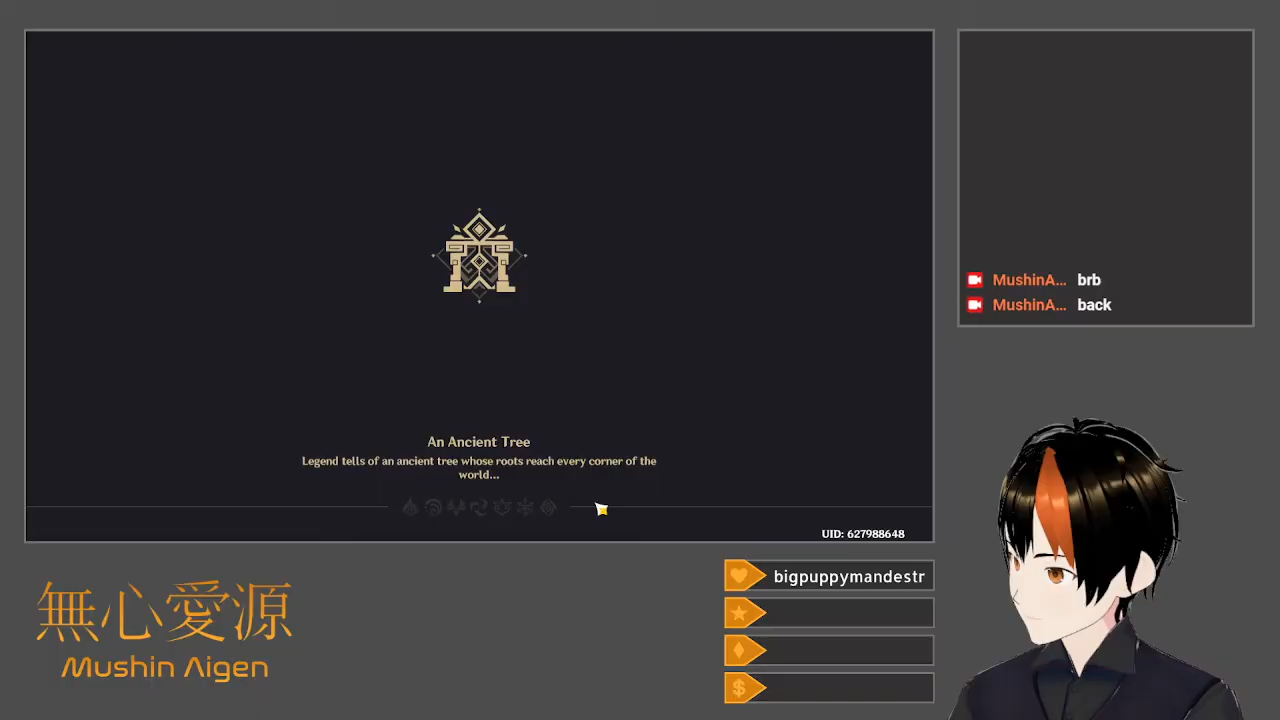 MushinA... brb
MushinA... back
An Ancient Tree
Legend tells of an ancient tree whose roots reach every corner of the
world...
UID: 627988648
bigpuppymandestr
無心愛源
Mushin Aigen